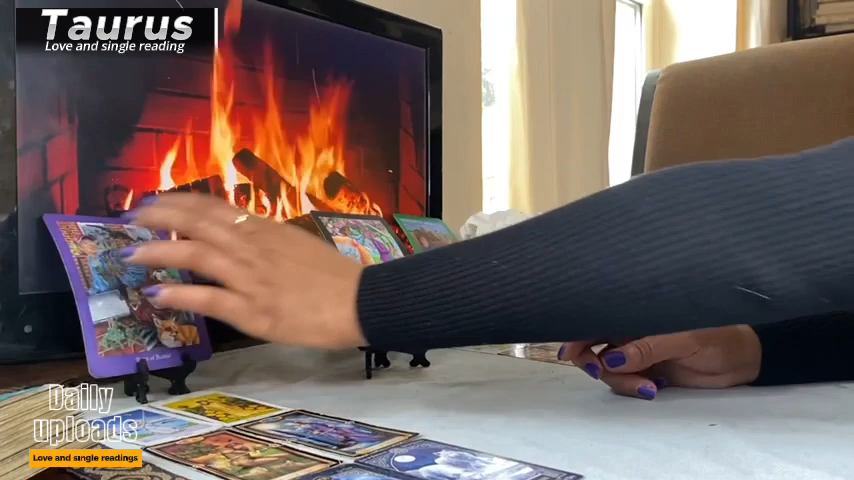 Taurus
Love and single reading
Daily
uploads
Love and single readings